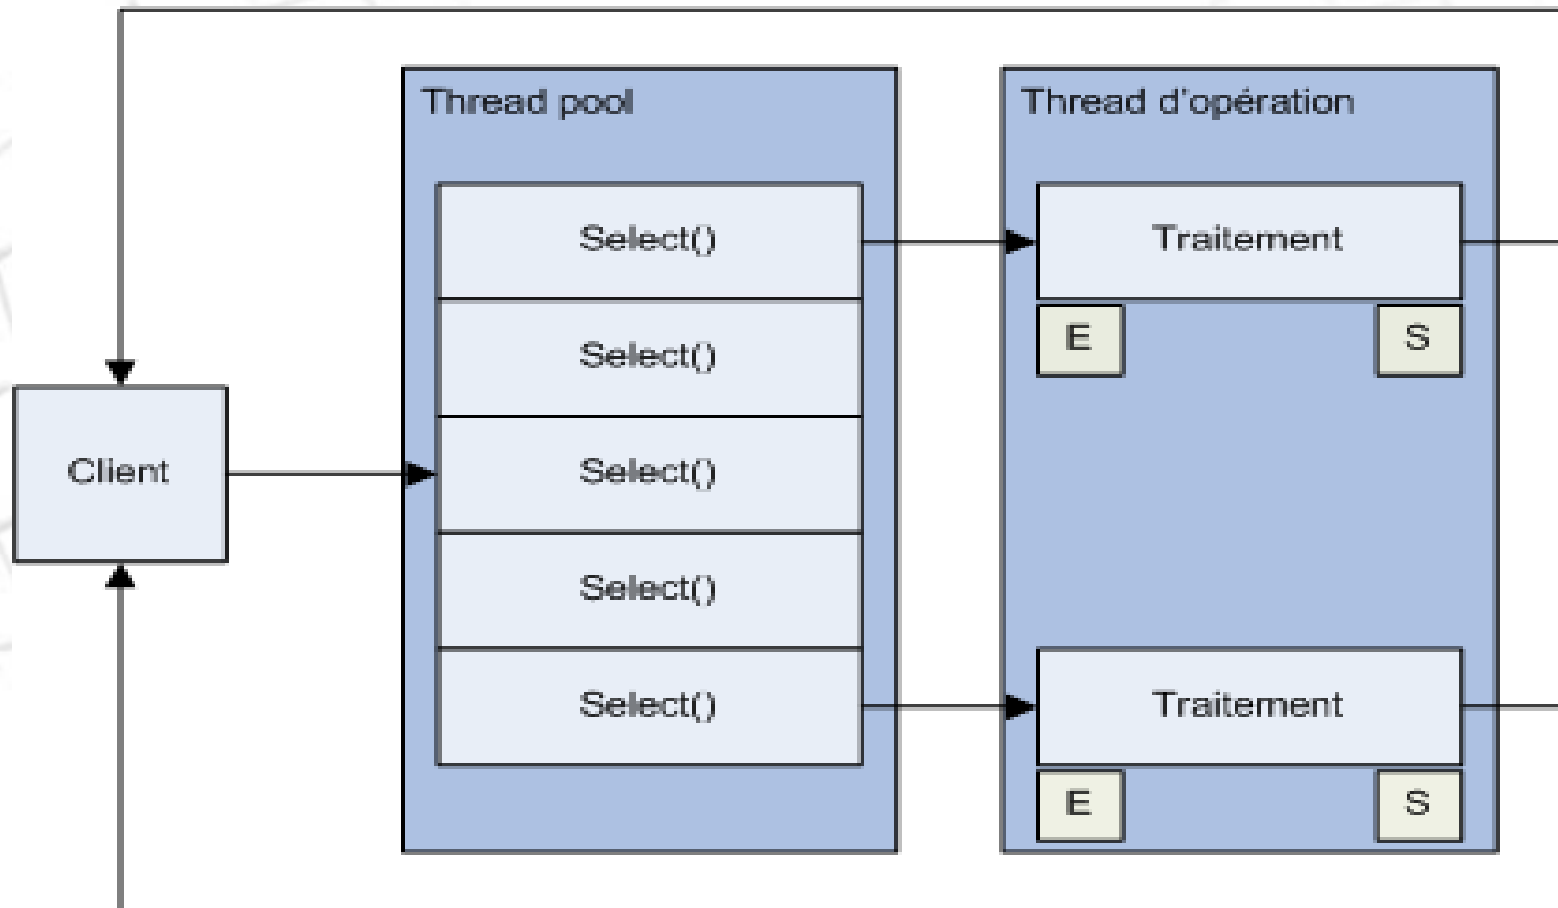 Thread pool
Thread d'opération
Select()
Traitement
E
S
Select()
Client
Select()
Select()
Select()
Traitement
E
S